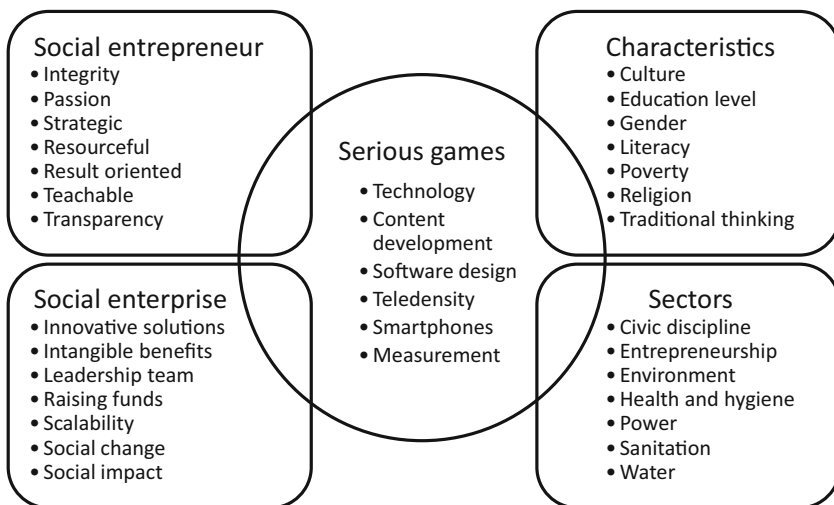 Social entrepreneur
• Integrity
• Passion
• Strategic
• Resourceful
• Result oriented
• Teachable
• Transparency
Characteristics
• Culture
• Education level
• Gender
• Literacy
• Poverty
• Religion
• Traditional thinking
Serious games
• Technology
• Content
development
• Software design
• Teledensity
• Smartphones
• Measurement
Social enterprise
• Innovative solutions
• Intangible benefits
• Leadership team
• Raising funds
• Scalability
• Social change
• Social impact
Sectors
• Civic discipline
• Entrepreneurship
• Environment
• Health and hygiene
• Power
• Sanitation
• Water